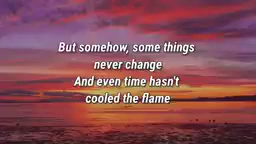 But somehow, some things
never change
And even time hasn't
cooled the flame